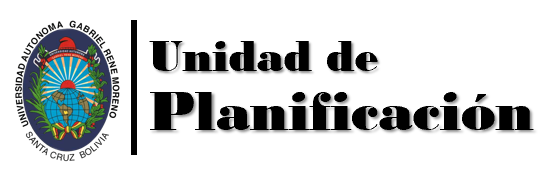 UNIVERSIDAD AUTONOMA GABRIEL RENE MORENO
SANTA CRUZ BOLIVIA
Unidad de
Planificación